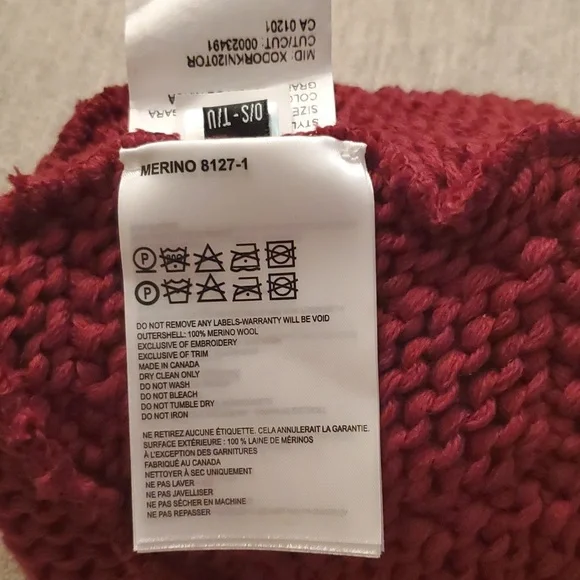 CA 01201
CUT/CUT: 00023491
MID: XODORKNI20TOR
STYL
SIZE
COLO
GRA
O/S - T/U
MERINO 8127-1
DO NOT REMOVE ANY LABELS-WARRANTY WILL BE VOID
OUTERSHELL: 100% MERINO WOOL
EXCLUSIVE OF EMBROIDERY
EXCLUSIVE OF TRIM
MADE IN CANADA
DRY CLEAN ONLY
DO NOT WASH
DO NOT BLEACH
DO NOT TUMBLE DRY
DO NOT IRON
NE RETIREZ AUCUNE ÉTIQUETTE. CELA ANNULERAIT LA GARANTIE.
SURFACE EXTÉRIEURE : 100 % LAINE DE MÉRINOS
À L'EXCEPTION DES GARNITURES
FABRIQUÉ AU CANADA
NETTOYER À SEC UNIQUEMENT
NE PAS LAVER
NE PAS JAVELLISER
NE PAS SÉCHER EN MACHINE
NE PAS REPASSER